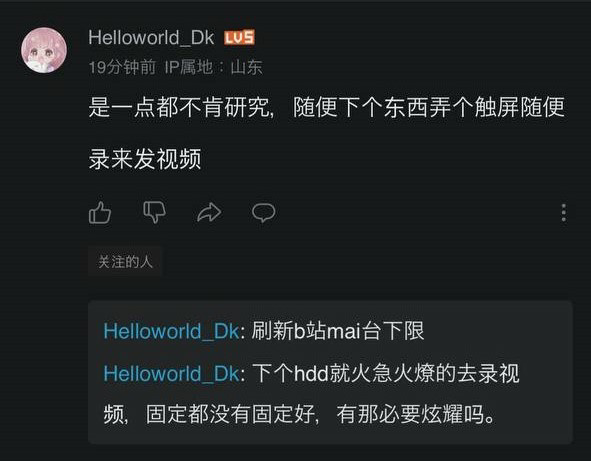 Helloworld_Dk LV5
19分钟前 IP属地：山东
是一点都不肯研究，随便下个东西弄个触屏随便
录来发视频
关注的人
Helloworld_Dk: 刷新b站mai台下限
Helloworld_Dk: 下个hdd就火急火燎的去录视
频，固定都没有固定好，有那必要炫耀吗。